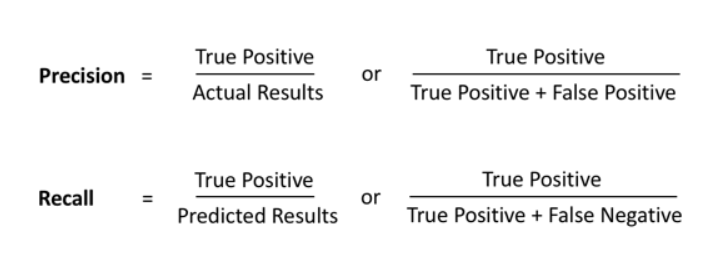 Precision = True Positive / Actual Results or True Positive / True Positive + False Positive
Recall = True Positive / Predicted Results or True Positive / True Positive + False Negative